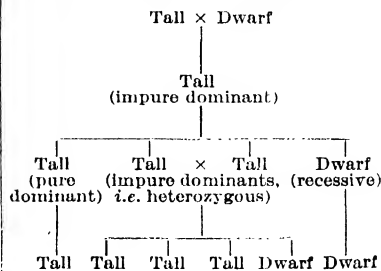 Tall × Dwarf
Tall
(impure dominant)
Tall Tall × Tall Dwarf
(pure (impure dominants, (recessive)
dominant) i.e. heterozygous)
Tall Tall Tall Tall Dwarf Dwarf